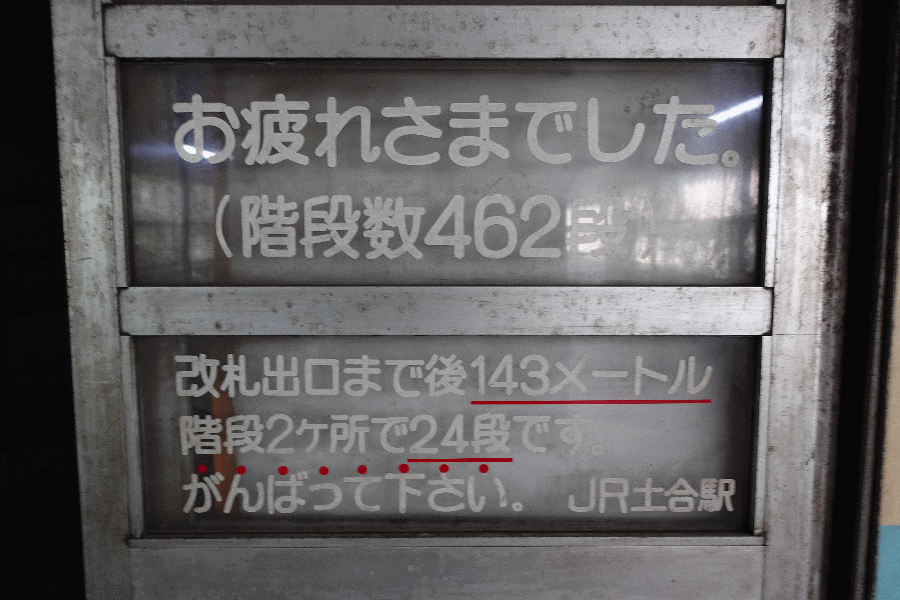 お疲れさまでした。
（階段数462段）
改札出口まで後143メートル
階段2ヶ所で24段です。
がんばって下さい。 JR土合駅